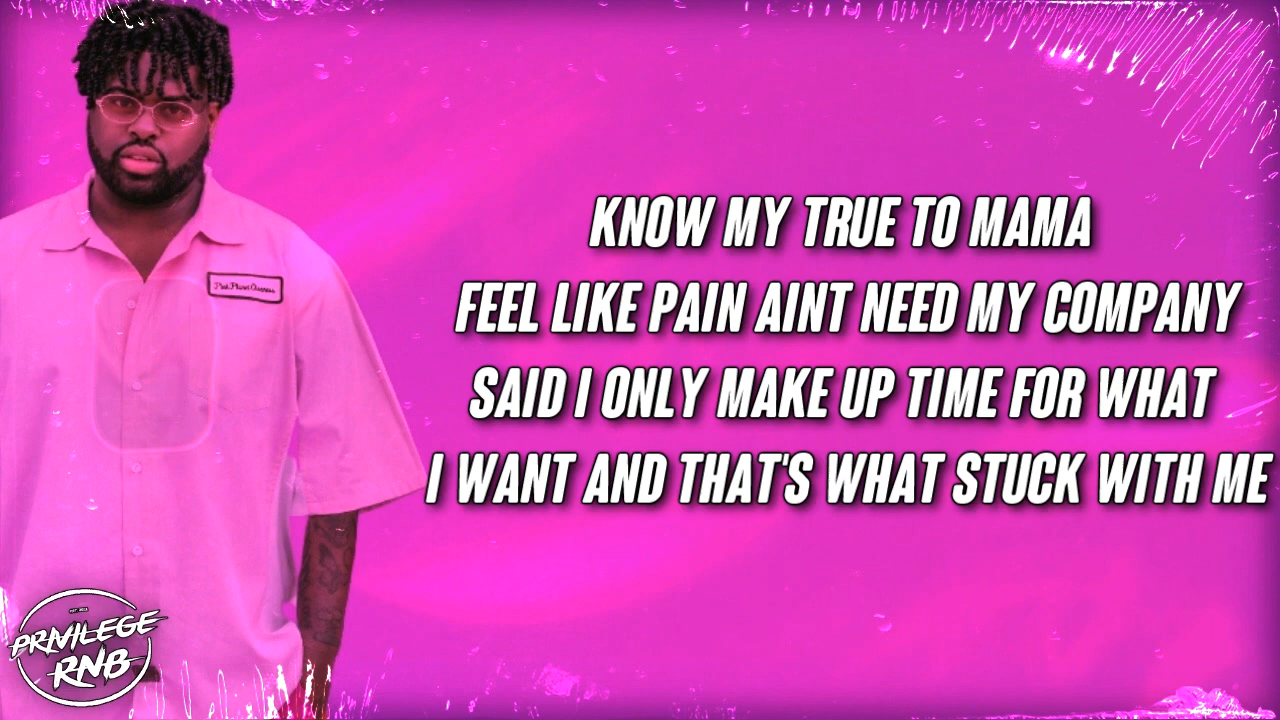 KNOW MY TRUE TO MAMA
FEEL LIKE PAIN AINT NEED MY COMPANY
SAID I ONLY MAKE UP TIME FOR WHAT
I WANT AND THAT'S WHAT STUCK WITH ME
PRIVILEGE
RNB